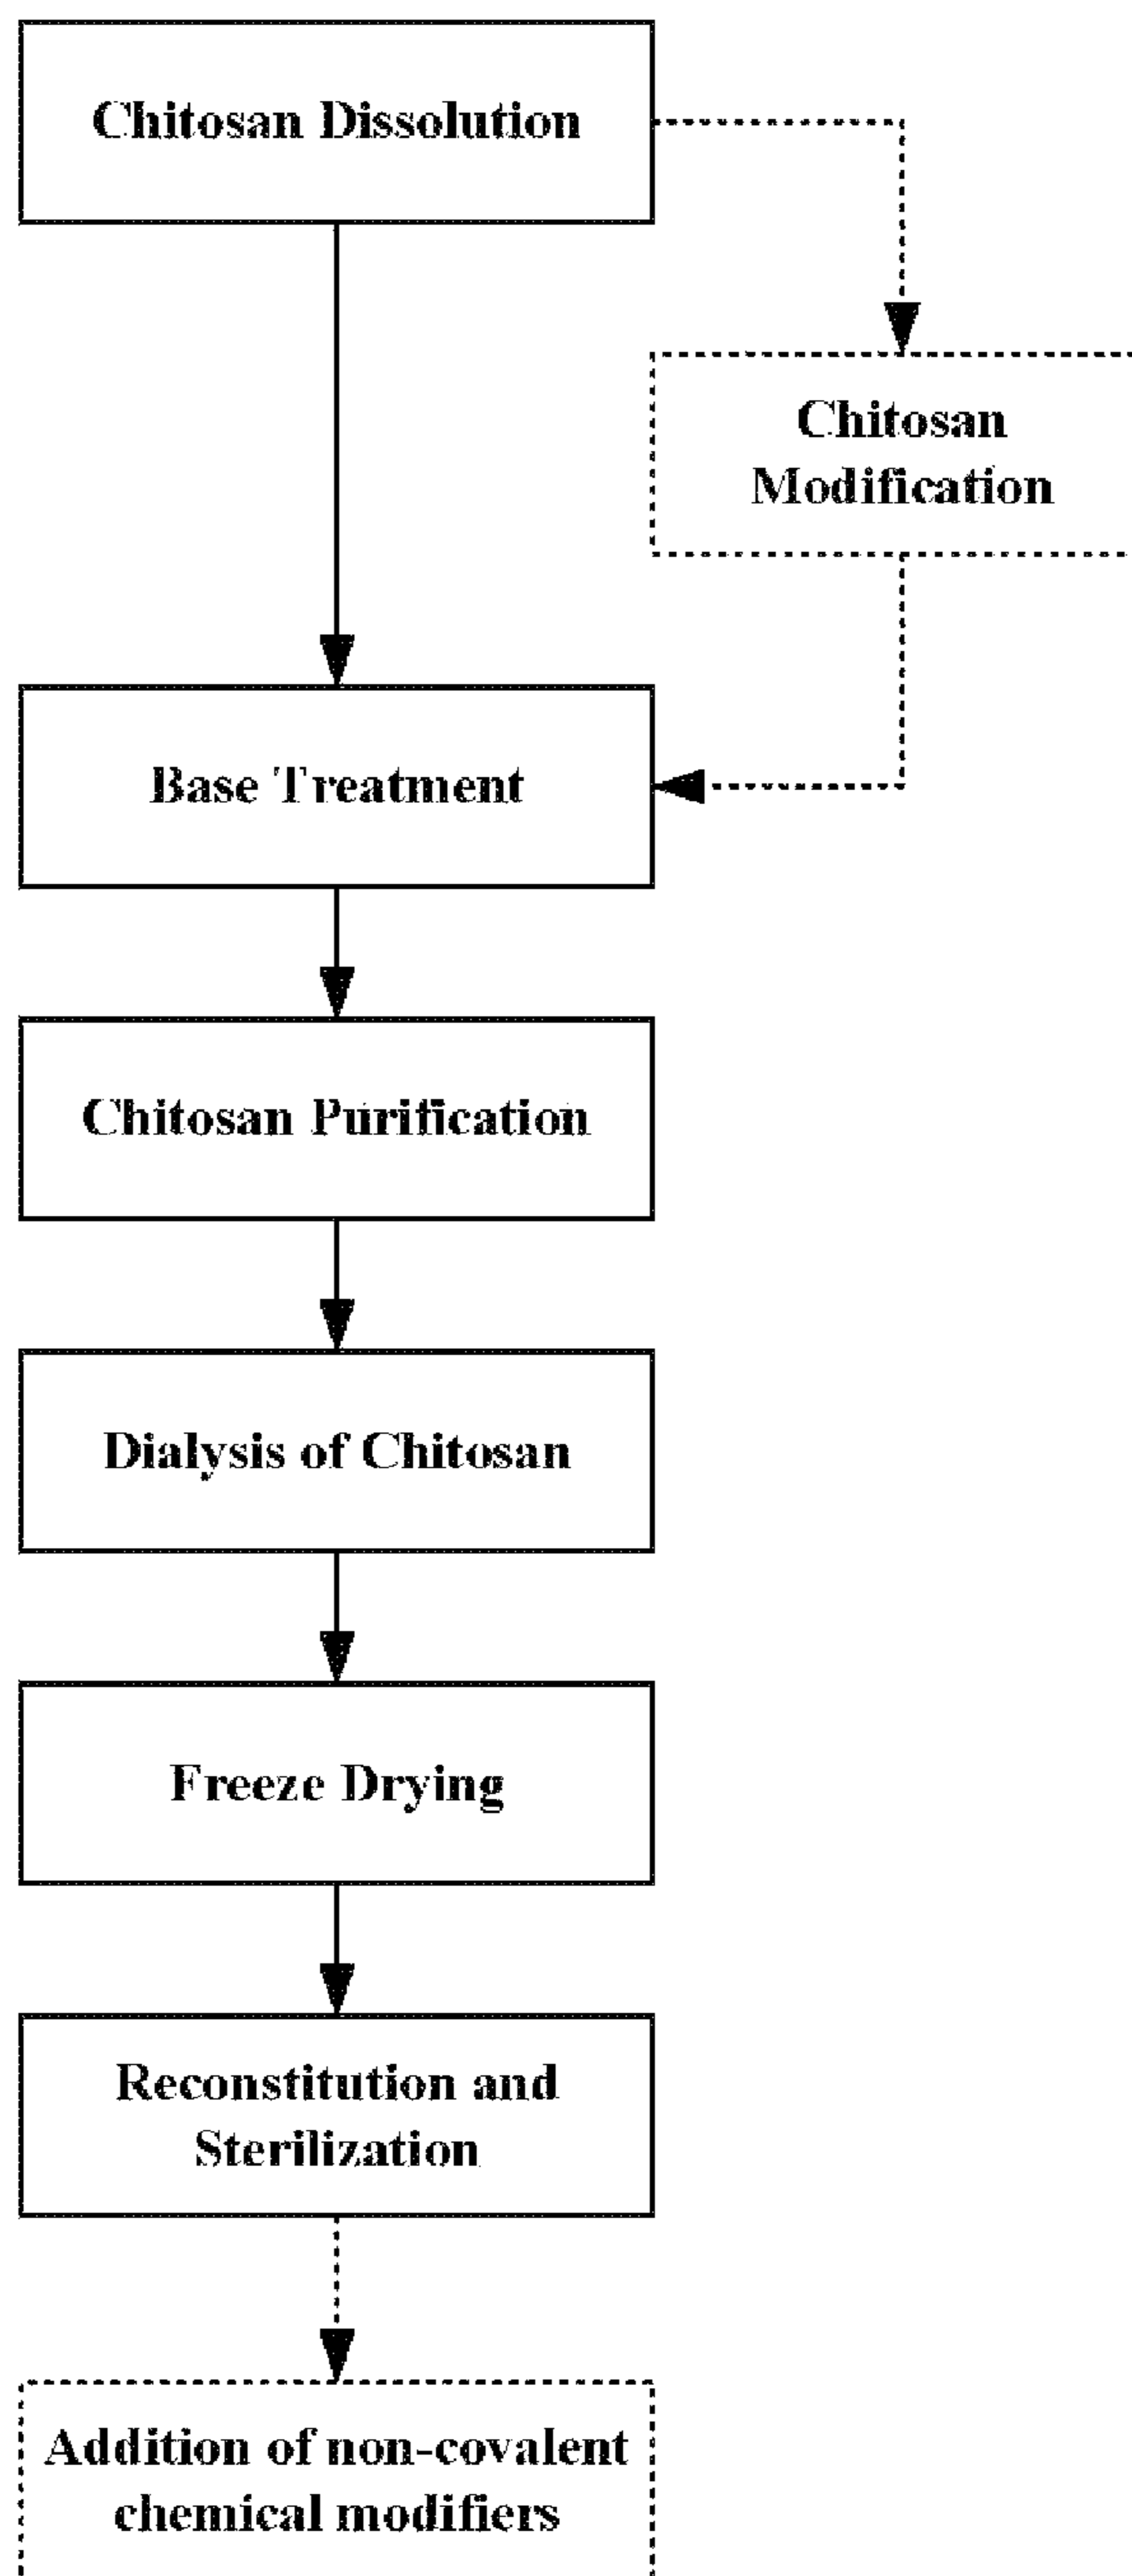 Chitosan Dissolution
Chitosan
Modification
Base Treatment
Chitosan Purification
Dialysis of Chitosan
Freeze Drying
Reconstitution and
Sterilization
Addition of non-covalent
chemical modifiers